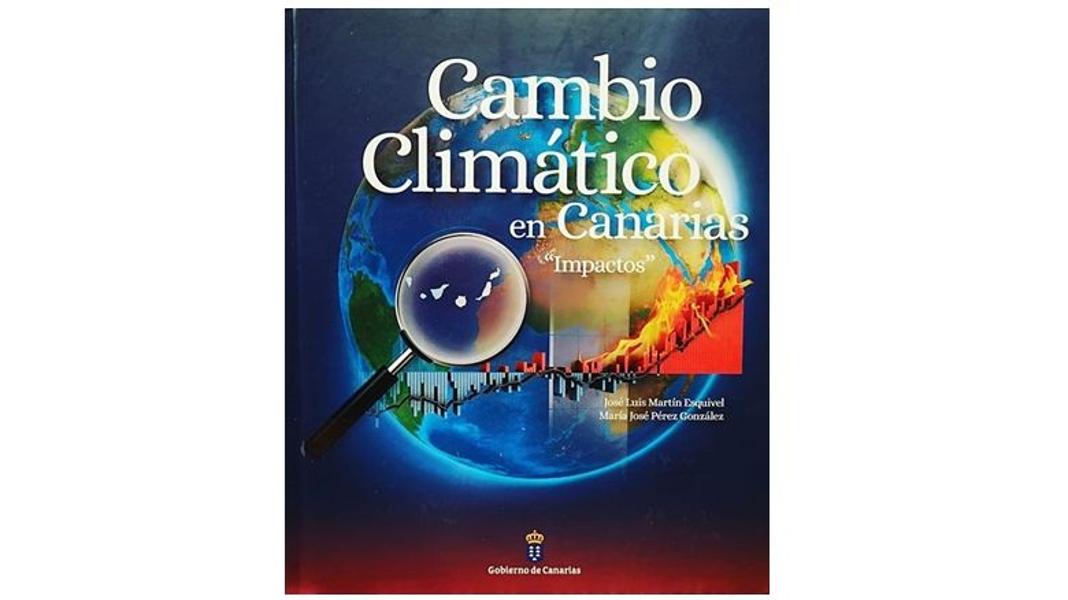 Cambio
Climático
en Canarias
“Impactos”
José Luis Martín Esquivel
María José Pérez González
Gobierno de Canarias